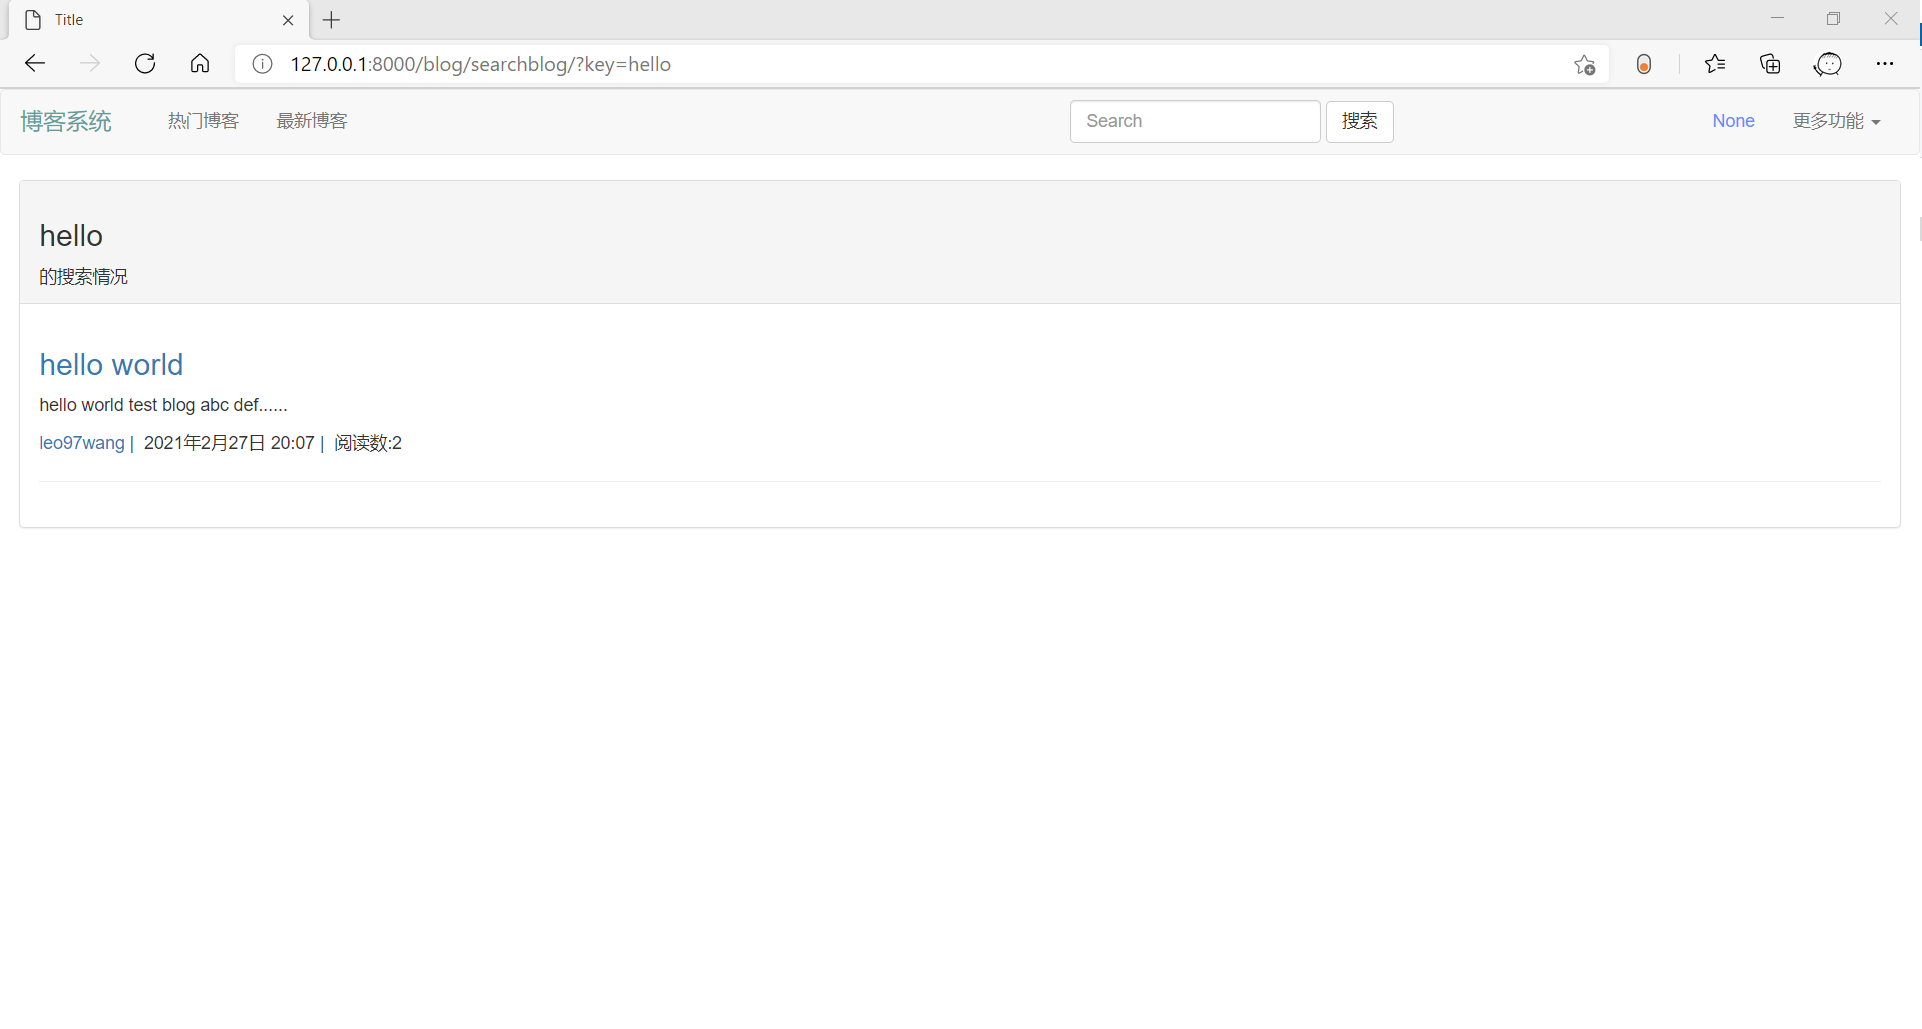 Title
127.0.0.1:8000/blog/searchblog/?key=hello
博客系统 热门博客 最新博客 Search 搜索 None 更多功能
hello
的搜索情况
hello world
hello world test blog abc def......
leo97wang | 2021年2月27日 20:07 | 阅读数:2